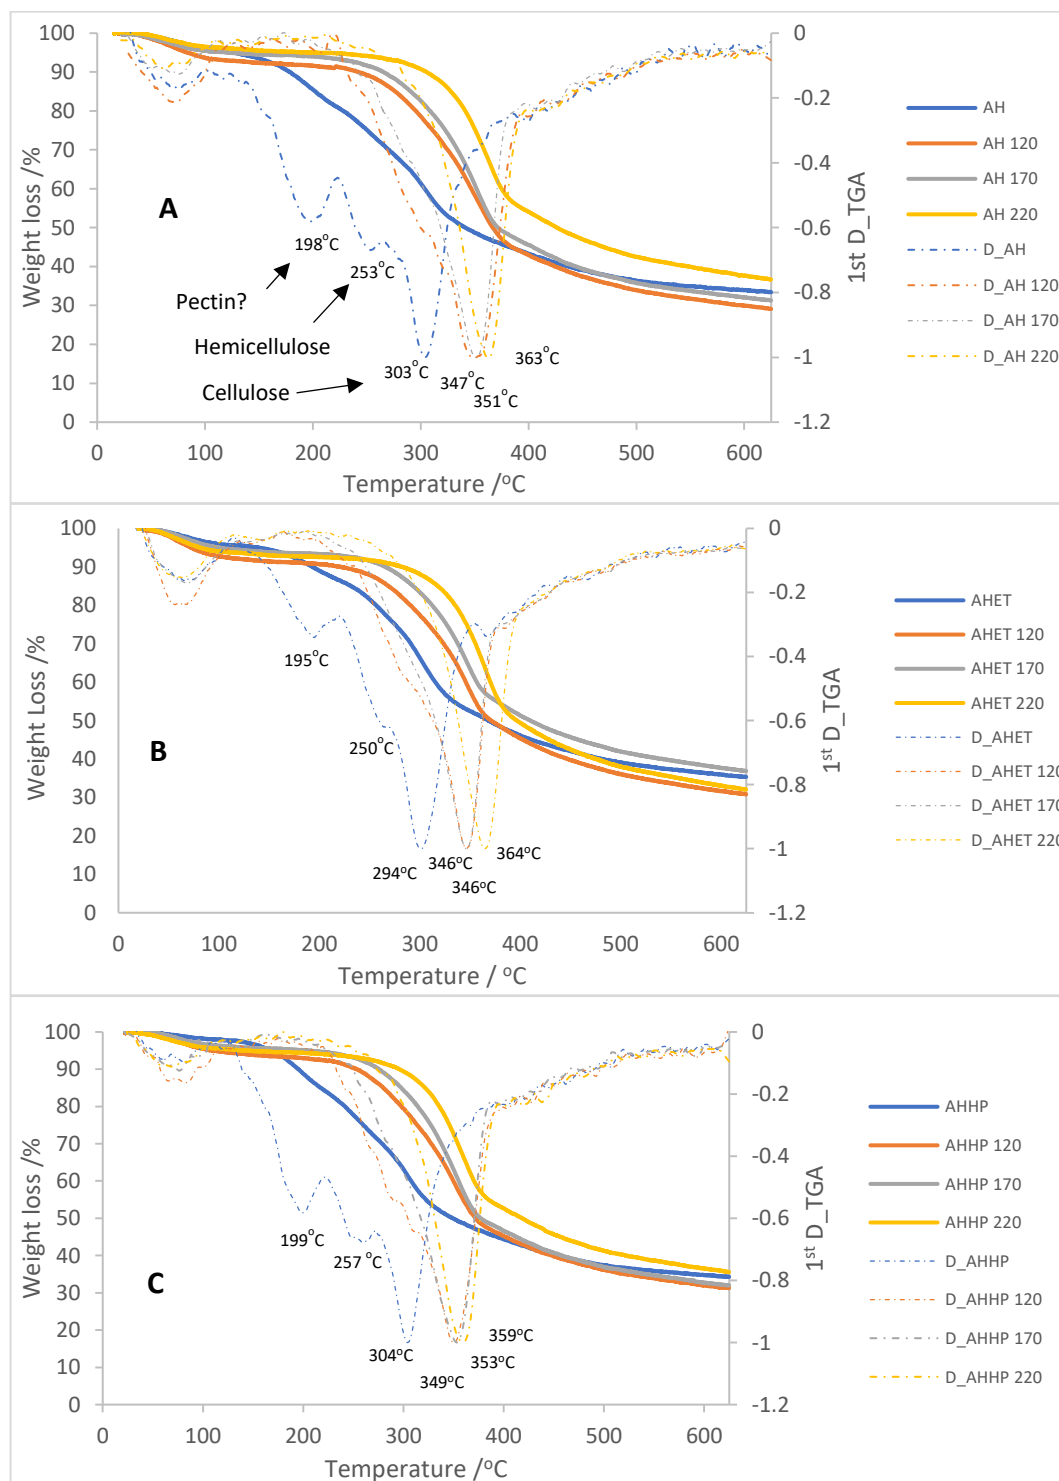 100
90
80
70
60
50
40
30
20
10
0
Weight loss /%
0
-0.2
-0.4
-0.6
-0.8
-1
-1.2
1st D_TGA
0 100 200 300 400 500 600
Temperature /°C
A
198°C
253°C
Pectin?
Hemicellulose
Cellulose
303°C
347°C
351°C
363°C
AH
AH 120
AH 170
AH 220
D_AH
D_AH 120
D_AH 170
D_AH 220
100
90
80
70
60
50
40
30
20
10
0
Weight Loss /%
0
-0.2
-0.4
-0.6
-0.8
-1
-1.2
1st D_TGA
0 100 200 300 400 500 600
Temperature / °C
B
195°C
250°C
294°C
346°C
346°C
364°C
AHET
AHET 120
AHET 170
AHET 220
D_AHET
D_AHET 120
D_AHET 170
D_AHET 220
100
90
80
70
60
50
40
30
20
10
0
Weight loss /%
0
-0.2
-0.4
-0.6
-0.8
-1
-1.2
1st D_TGA
0 100 200 300 400 500 600
Temperature /°C
C
199°C
257 °C
304°C
349°C
353°C
359°C
AHHP
AHHP 120
AHHP 170
AHHP 220
D_AHHP
D_AHHP 120
D_AHHP 170
D_AHHP 220